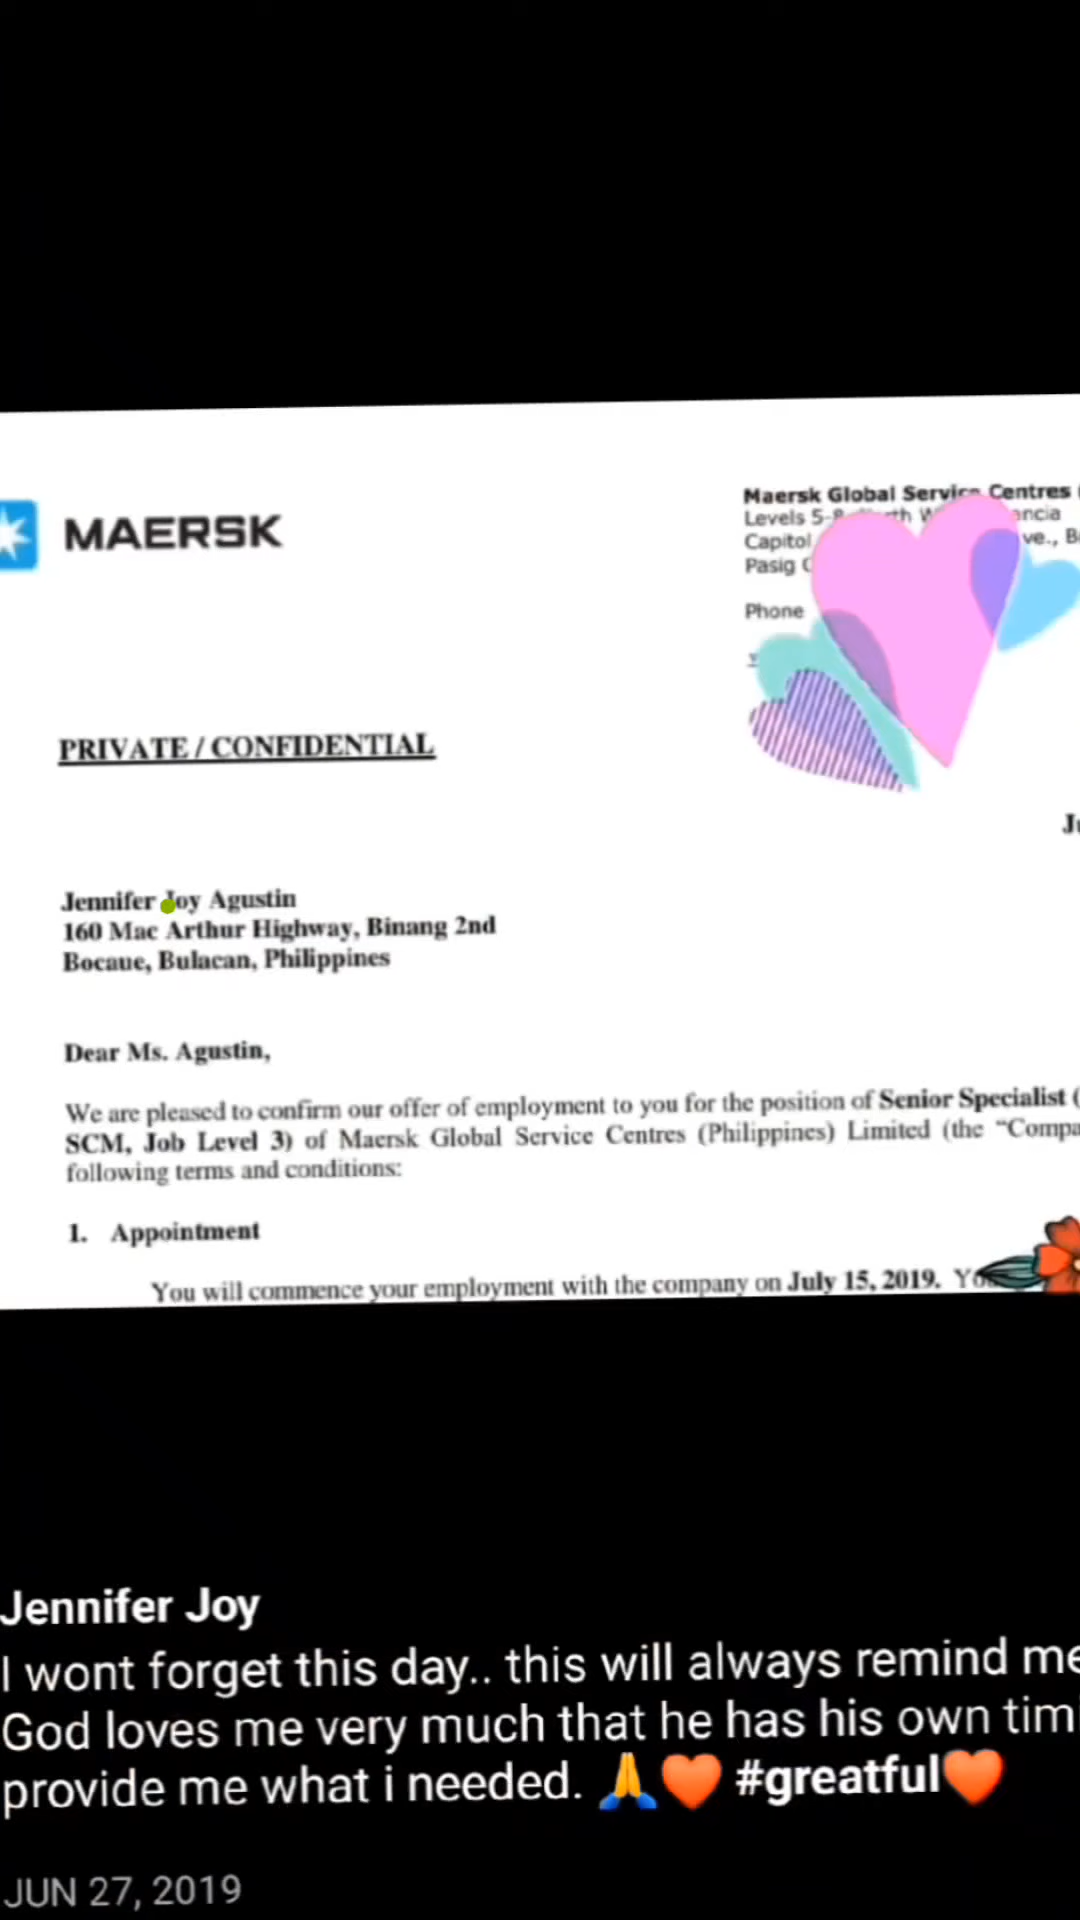 MAERSK
Maersk Global Service Centres
Levels 5-
Capitol
Pasig
Phone
PRIVATE / CONFIDENTIAL
Jennifer Joy Agustin
160 Mac Arthur Highway, Binang 2nd
Bocaue, Bulacan, Philippines
Dear Ms. Agustin,
We are pleased to confirm our offer of employment to you for the position of Senior Specialist (
SCM, Job Level 3) of Maersk Global Service Centres (Philippines) Limited (the "Compa
following terms and conditions:
1. Appointment
You will commence your employment with the company on July 15, 2019.
Jennifer Joy
I wont forget this day.. this will always remind me
God loves me very much that he has his own tim
provide me what i needed. 🙏🧡 #greatful🧡
JUN 27, 2019